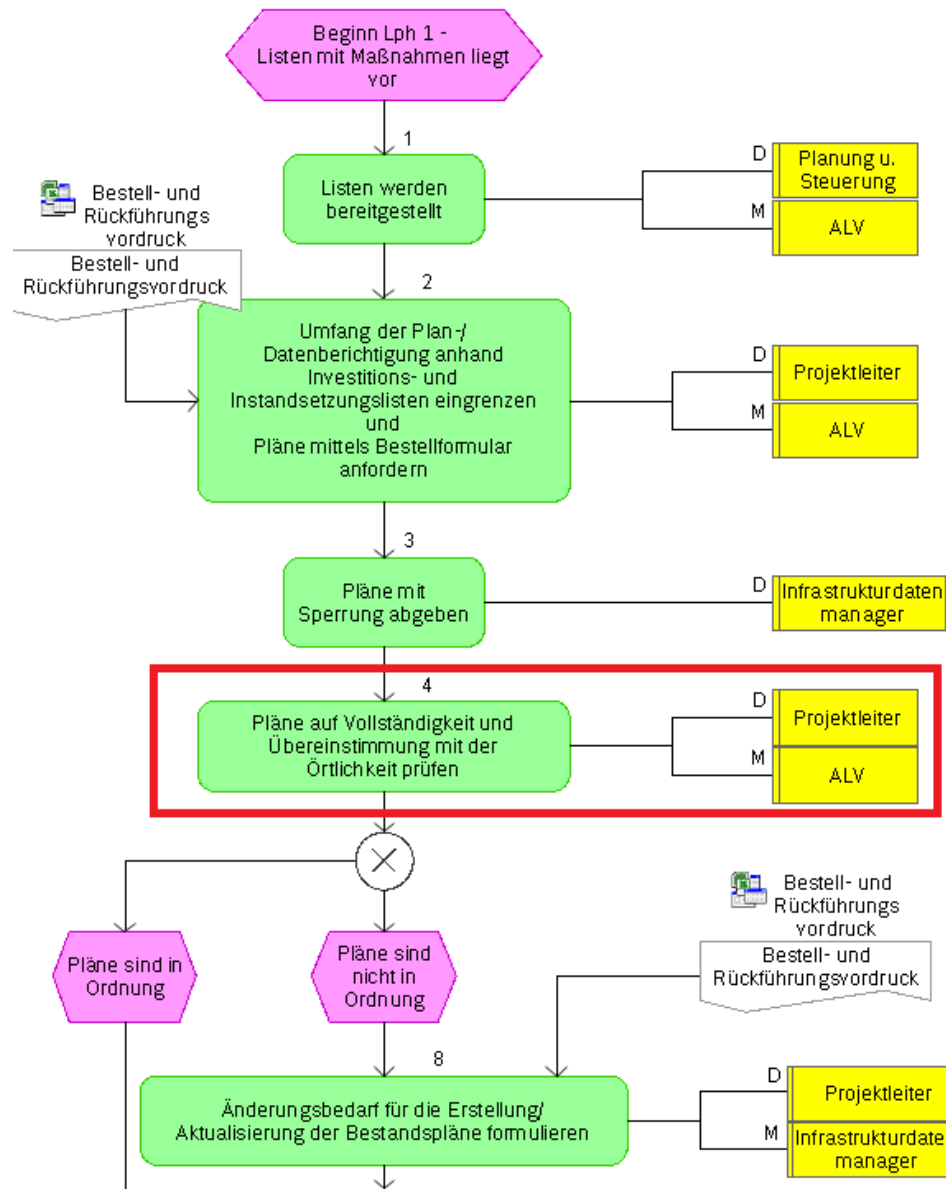 Beginn Lph 1 -
Listen mit Maßnahmen liegt
vor
1
Listen werden
bereitgestellt
D
Planung u.
Steuerung
M
ALV
Bestell- und
Rückführungs
vordruck
Bestell- und
Rückführungsvordruck
2
Umfang der Plan-/
Datenberichtigung anhand
Investitions- und
Instandsetzungslisten eingrenzen
und
Pläne mittels Bestellformular
anfordern
D
Projektleiter
M
ALV
3
Pläne mit
Sperrung abgeben
D
Infrastrukturdaten
manager
4
Pläne auf Vollständigkeit und
Übereinstimmung mit der
Örtlichkeit prüfen
D
Projektleiter
M
ALV
Pläne sind in
Ordnung
Pläne sind
nicht in
Ordnung
Bestell- und
Rückführungs
vordruck
Bestell- und
Rückführungsvordruck
8
Änderungsbedarf für die Erstellung/
Aktualisierung der Bestandspläne formulieren
D
Projektleiter
M
Infrastrukturdate
manager